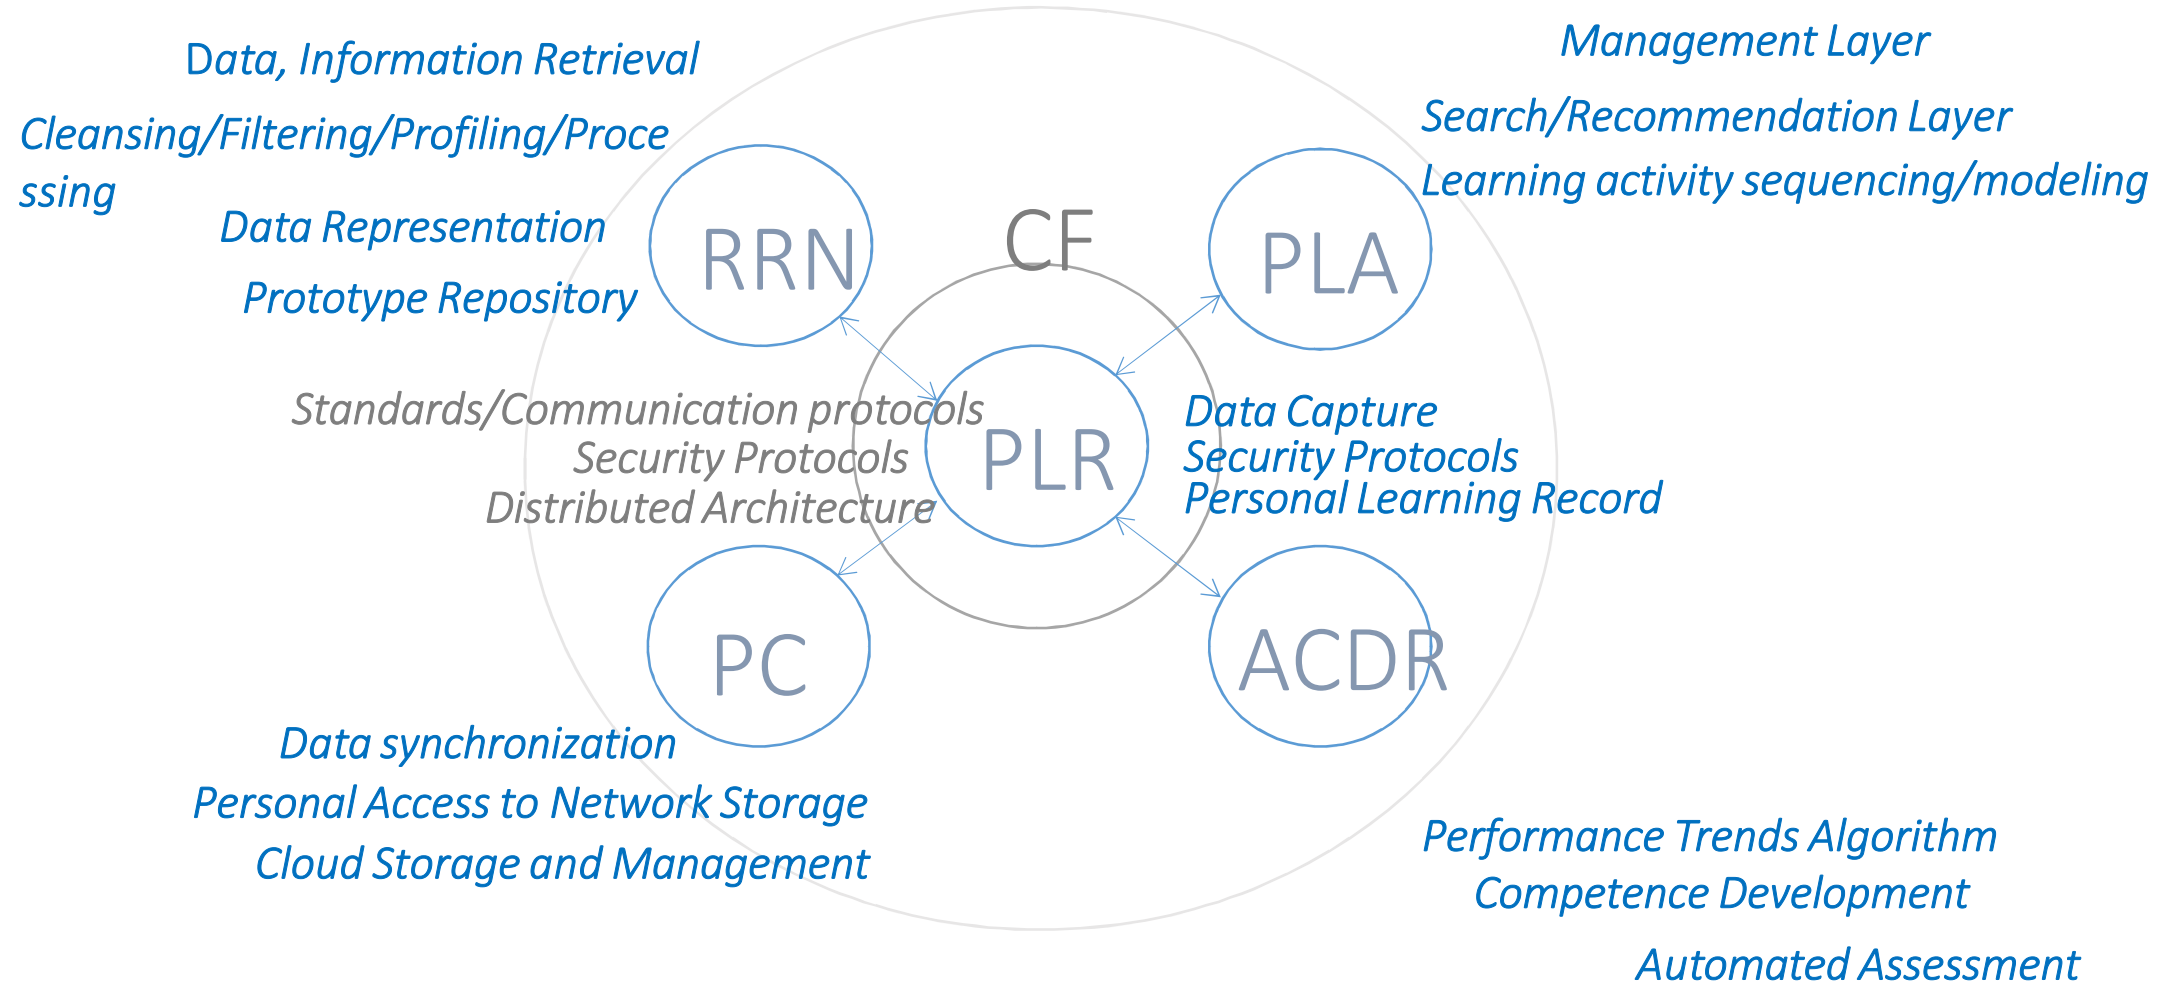 Data, Information Retrieval
Cleansing/Filtering/Profiling/Proce
ssing
Data Representation
Prototype Repository
RRN
CF
Management Layer
Search/Recommendation Layer
Learning activity sequencing/modeling
PLA
Standards/Communication protocols
Security Protocols
Distributed Architecture
PLR
Data Capture
Security Protocols
Personal Learning Record
PC
ACDR
Data synchronization
Personal Access to Network Storage
Cloud Storage and Management
Performance Trends Algorithm
Competence Development
Automated Assessment